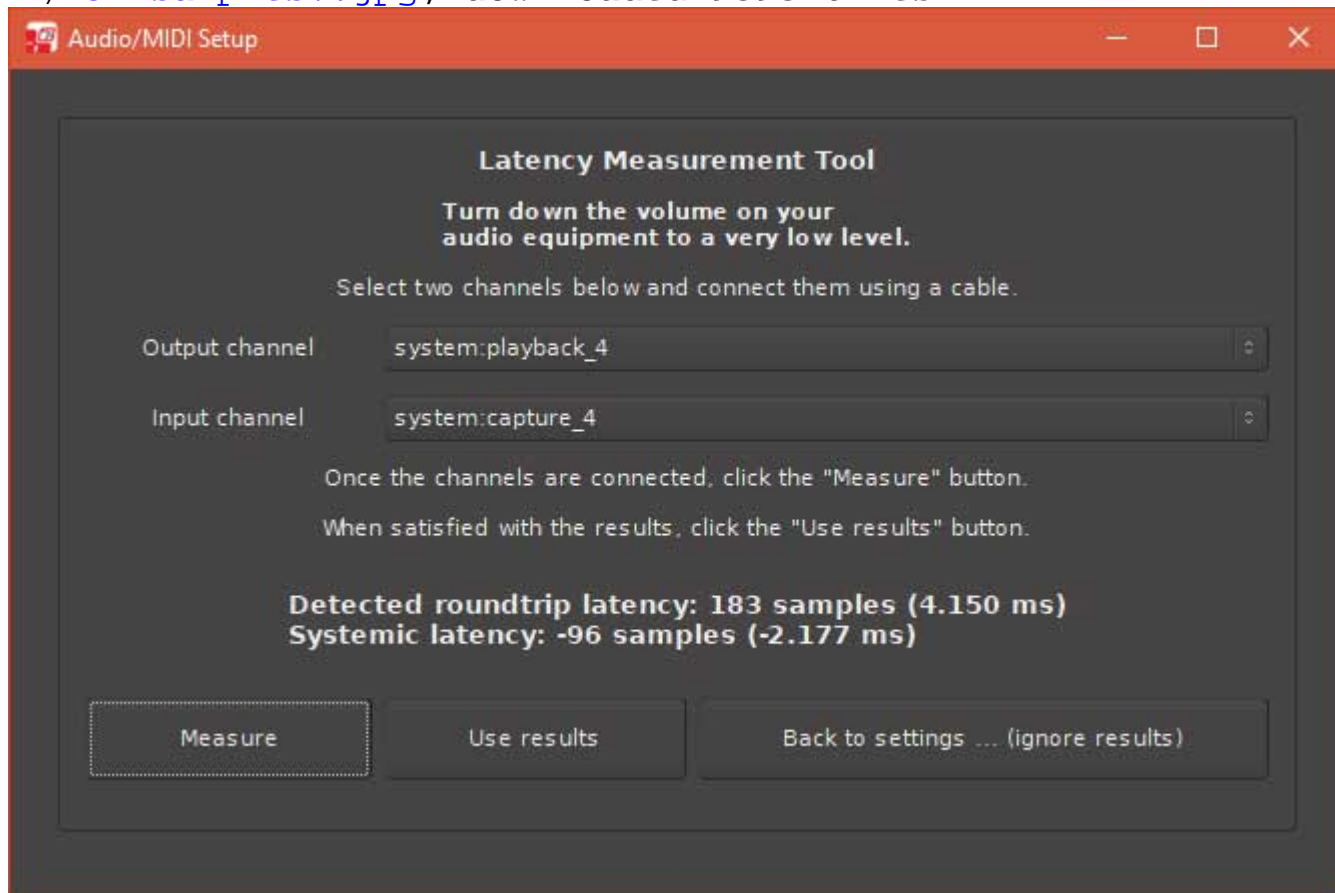 Audio/MIDI Setup
Latency Measurement Tool
Turn down the volume on your
audio equipment to a very low level.
Select two channels below and connect them using a cable.
Output channel system:playback_4
Input channel system:capture_4
Once the channels are connected, click the "Measure" button.
When satisfied with the results, click the "Use results" button.
Detected roundtrip latency: 183 samples (4.150 ms)
Systemic latency: -96 samples (-2.177 ms)
Measure Use results Back to settings ... (ignore results)